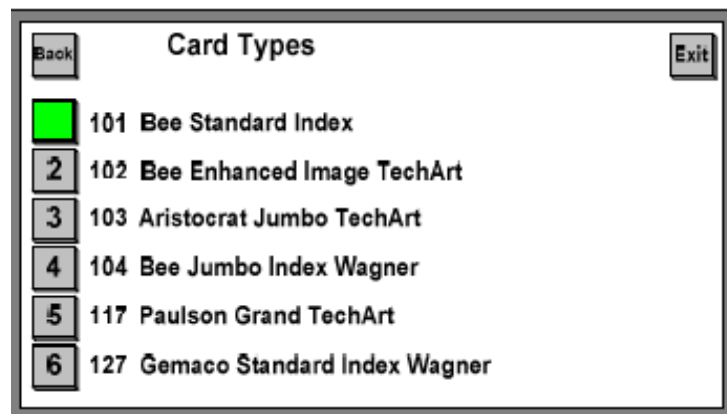 Back Card Types Exit
101 Bee Standard Index
2 102 Bee Enhanced Image TechArt
3 103 Aristocrat Jumbo TechArt
4 104 Bee Jumbo Index Wagner
5 117 Paulson Grand TechArt
6 127 Gemaco Standard Index Wagner